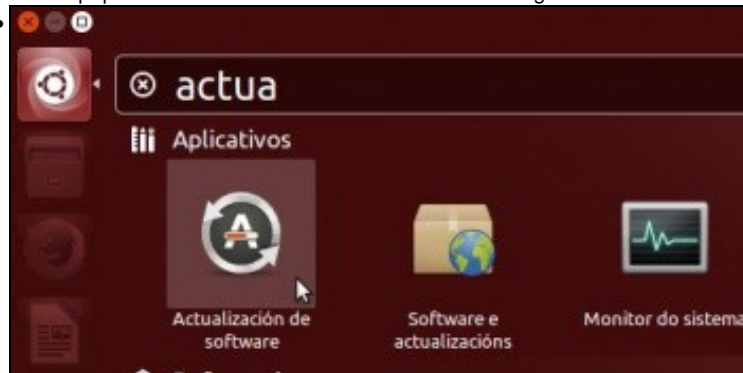 actua
Aplicativos
Actualización de
software
Software e
actualizacións
Monitor do sistema